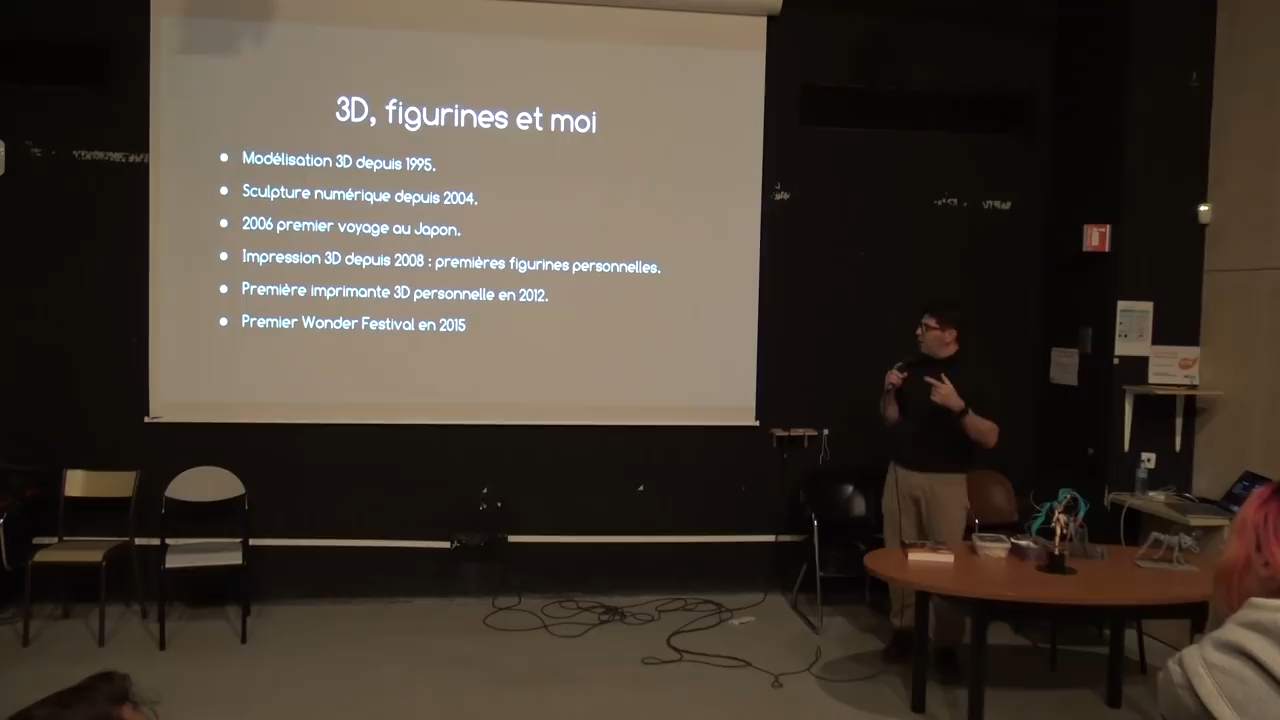 3D, figurines et moi
Modélisation 3D depuis 1995.
Sculpture numérique depuis 2004.
2006 premier voyage au Japon.
Impression 3D depuis 2008 : premières figurines personnelles.
Première imprimante 3D personnelle en 2012.
Premier Wonder Festival en 2015